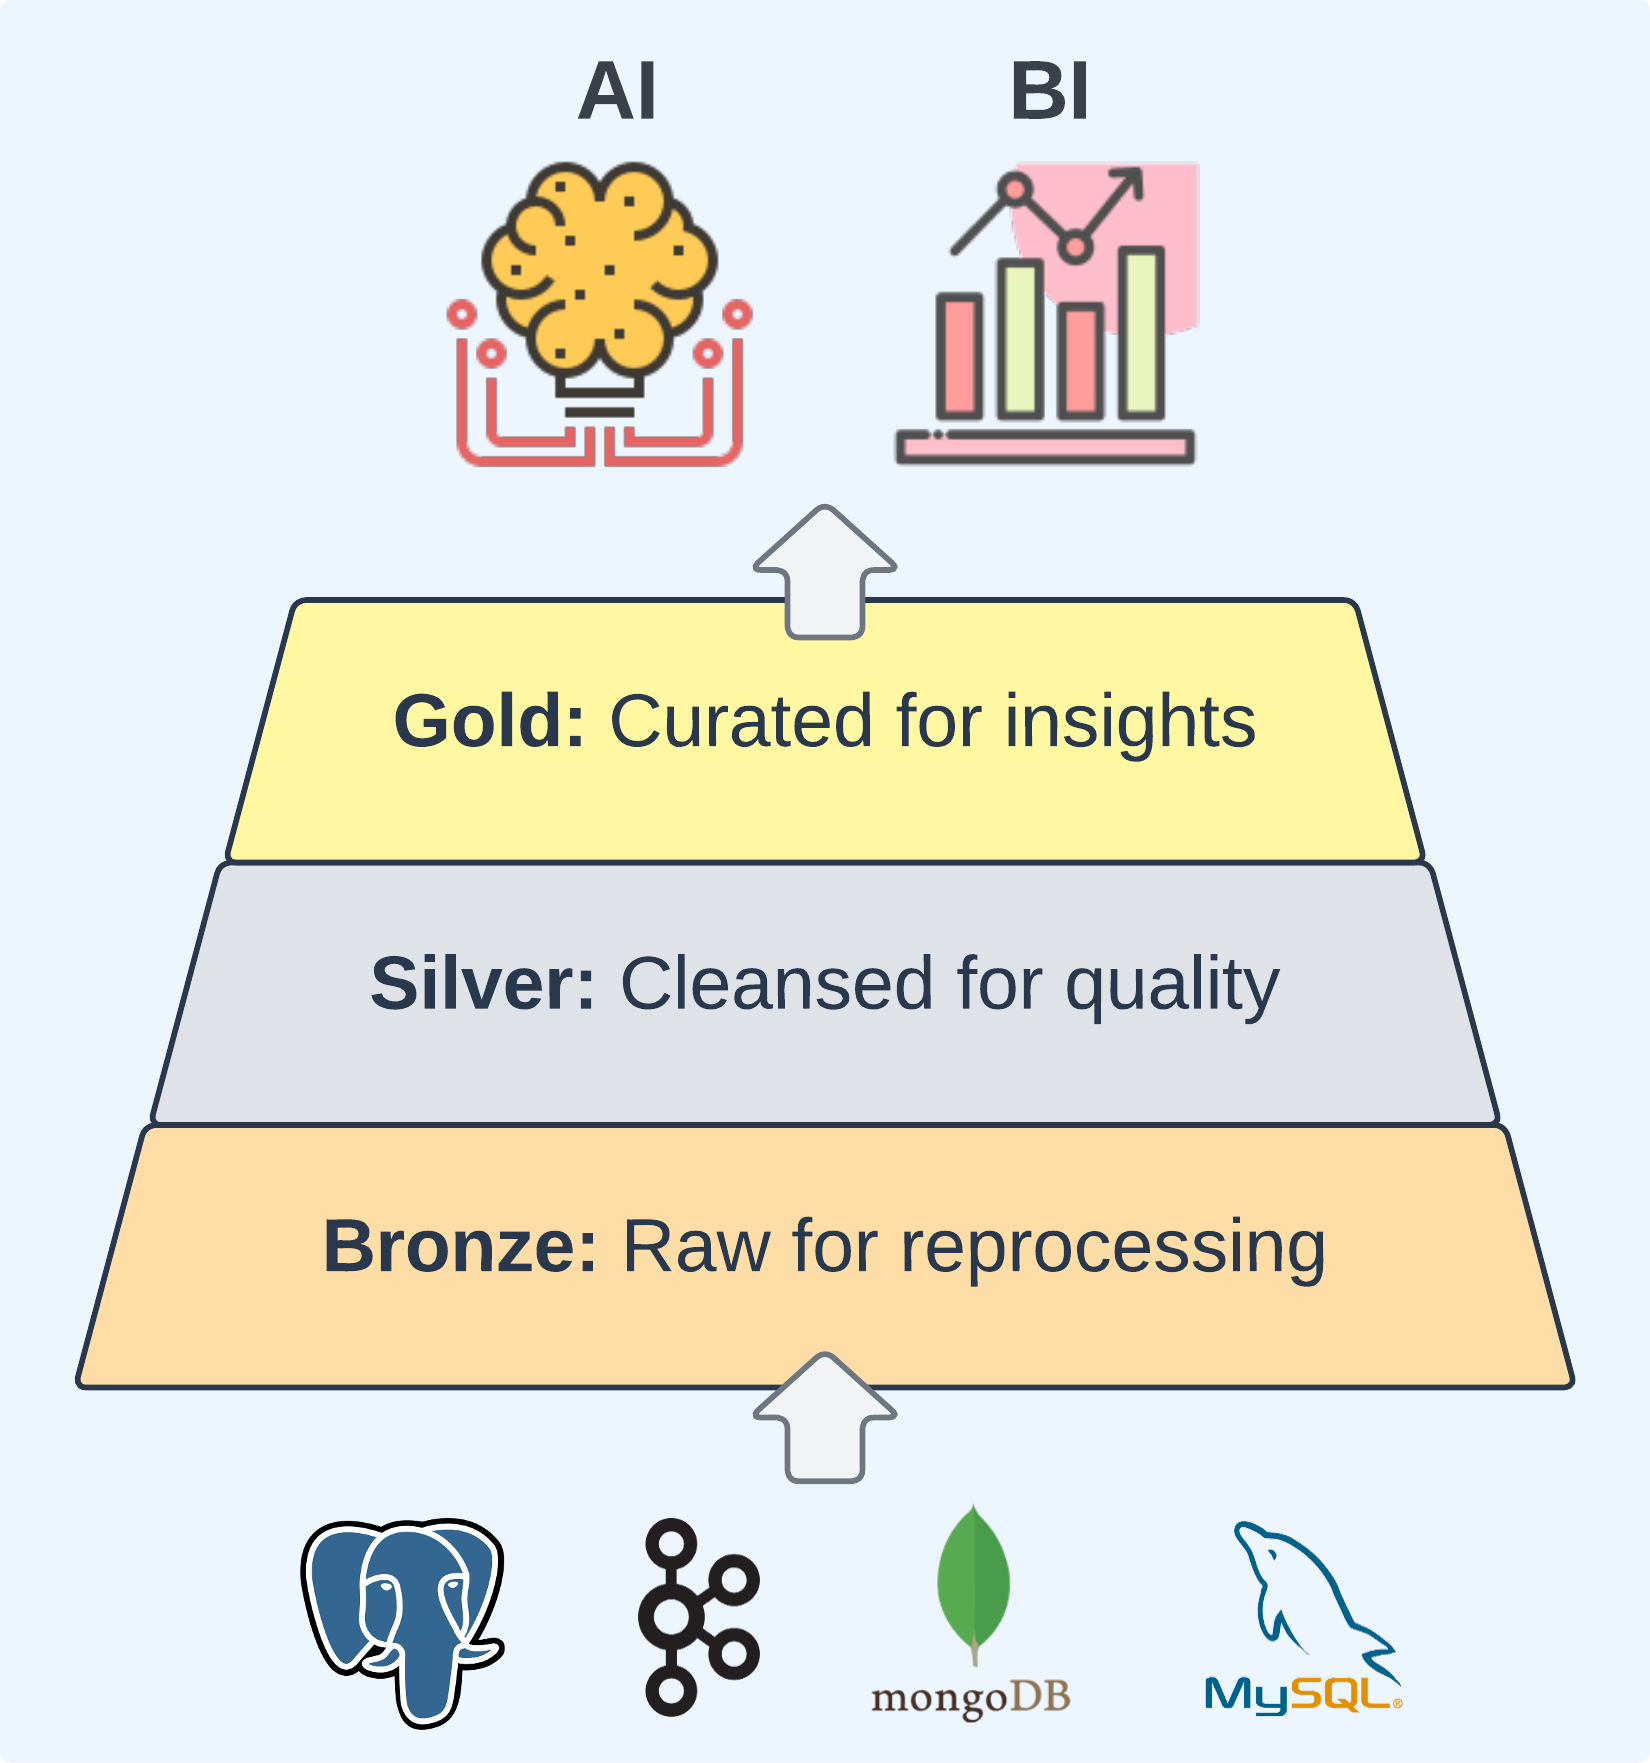 AI
BI
Gold: Curated for insights
Silver: Cleansed for quality
Bronze: Raw for reprocessing
mongoDB
MySQL®